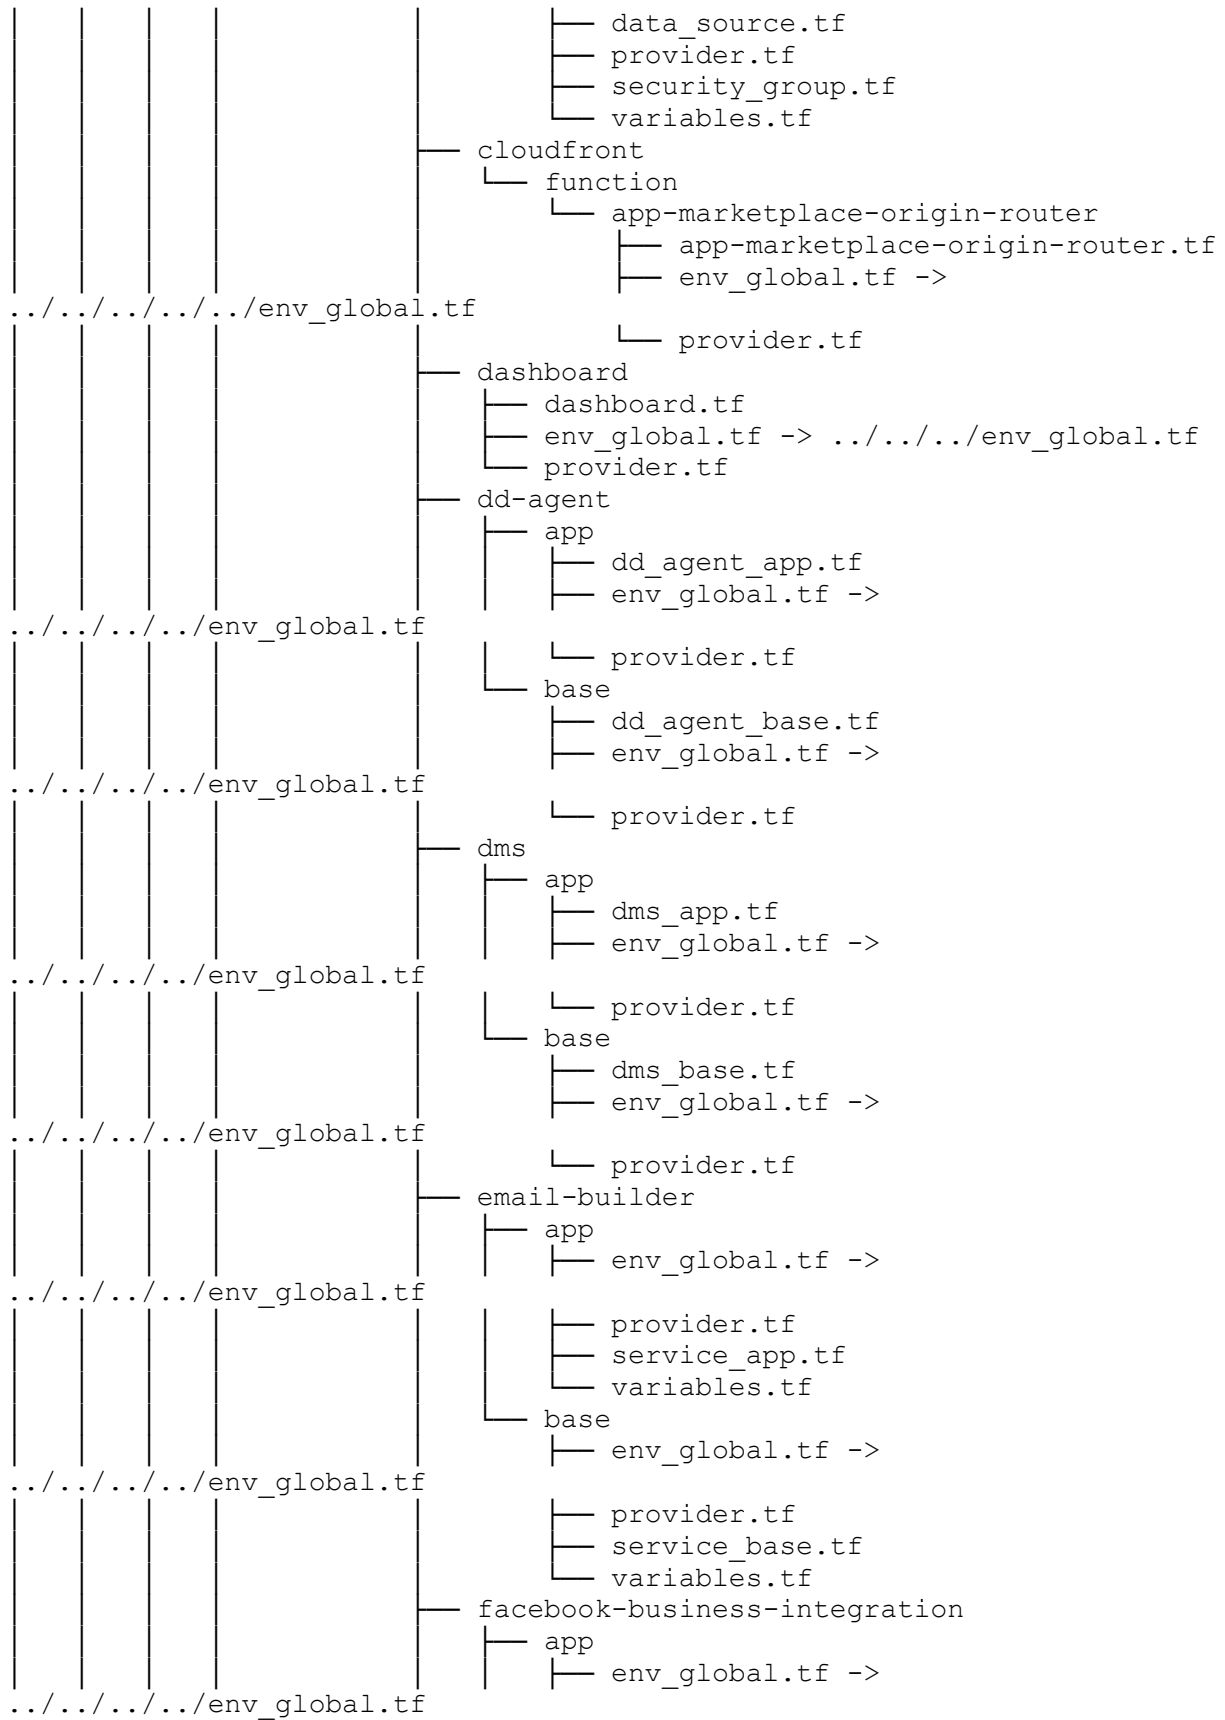 │   │   │   │           │       ├── data_source.tf
│   │   │   │           │       ├── provider.tf
│   │   │   │           │       ├── security_group.tf
│   │   │   │           │       └── variables.tf
│   │   │   │           ├── cloudfront
│   │   │   │           │   └── function
│   │   │   │           │       └── app-marketplace-origin-router
│   │   │   │           │           ├── app-marketplace-origin-router.tf
│   │   │   │           │           ├── env_global.tf ->
../../../../../env_global.tf
│   │   │   │           │           └── provider.tf
│   │   │   │           ├── dashboard
│   │   │   │           │   ├── dashboard.tf
│   │   │   │           │   ├── env_global.tf -> ../../../env_global.tf
│   │   │   │           │   └── provider.tf
│   │   │   │           ├── dd-agent
│   │   │   │           │   ├── app
│   │   │   │           │   │   ├── dd_agent_app.tf
│   │   │   │           │   │   ├── env_global.tf ->
../../../../env_global.tf
│   │   │   │           │   │   └── provider.tf
│   │   │   │           │   └── base
│   │   │   │           │       ├── dd_agent_base.tf
│   │   │   │           │       ├── env_global.tf ->
../../../../env_global.tf
│   │   │   │           │       └── provider.tf
│   │   │   │           ├── dms
│   │   │   │           │   ├── app
│   │   │   │           │   │   ├── dms_app.tf
│   │   │   │           │   │   ├── env_global.tf ->
../../../../env_global.tf
│   │   │   │           │   │   └── provider.tf
│   │   │   │           │   └── base
│   │   │   │           │       ├── dms_base.tf
│   │   │   │           │       ├── env_global.tf ->
../../../../env_global.tf
│   │   │   │           │       └── provider.tf
│   │   │   │           ├── email-builder
│   │   │   │           │   ├── app
│   │   │   │           │   │   ├── env_global.tf ->
../../../../env_global.tf
│   │   │   │           │   │   ├── provider.tf
│   │   │   │           │   │   ├── service_app.tf
│   │   │   │           │   │   └── variables.tf
│   │   │   │           │   └── base
│   │   │   │           │       ├── env_global.tf ->
../../../../env_global.tf
│   │   │   │           │       ├── provider.tf
│   │   │   │           │       ├── service_base.tf
│   │   │   │           │       └── variables.tf
│   │   │   │           ├── facebook-business-integration
│   │   │   │           │   ├── app
│   │   │   │           │   │   ├── env_global.tf ->
../../../../env_global.tf